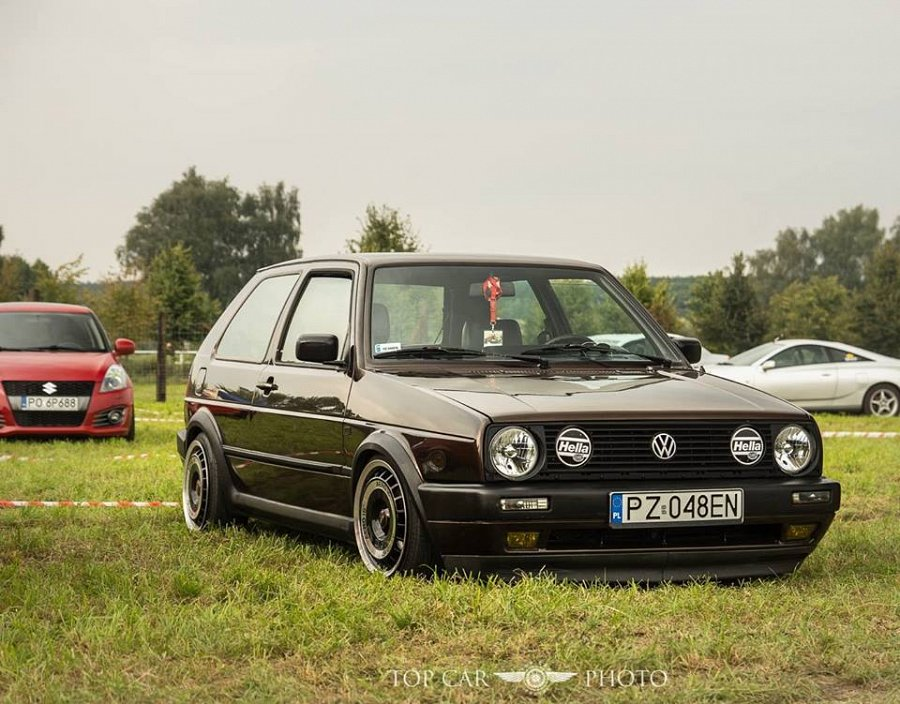 PO 6P688
Hella
Hella
PL
PZ 048EN
TOP CAR PHOTO